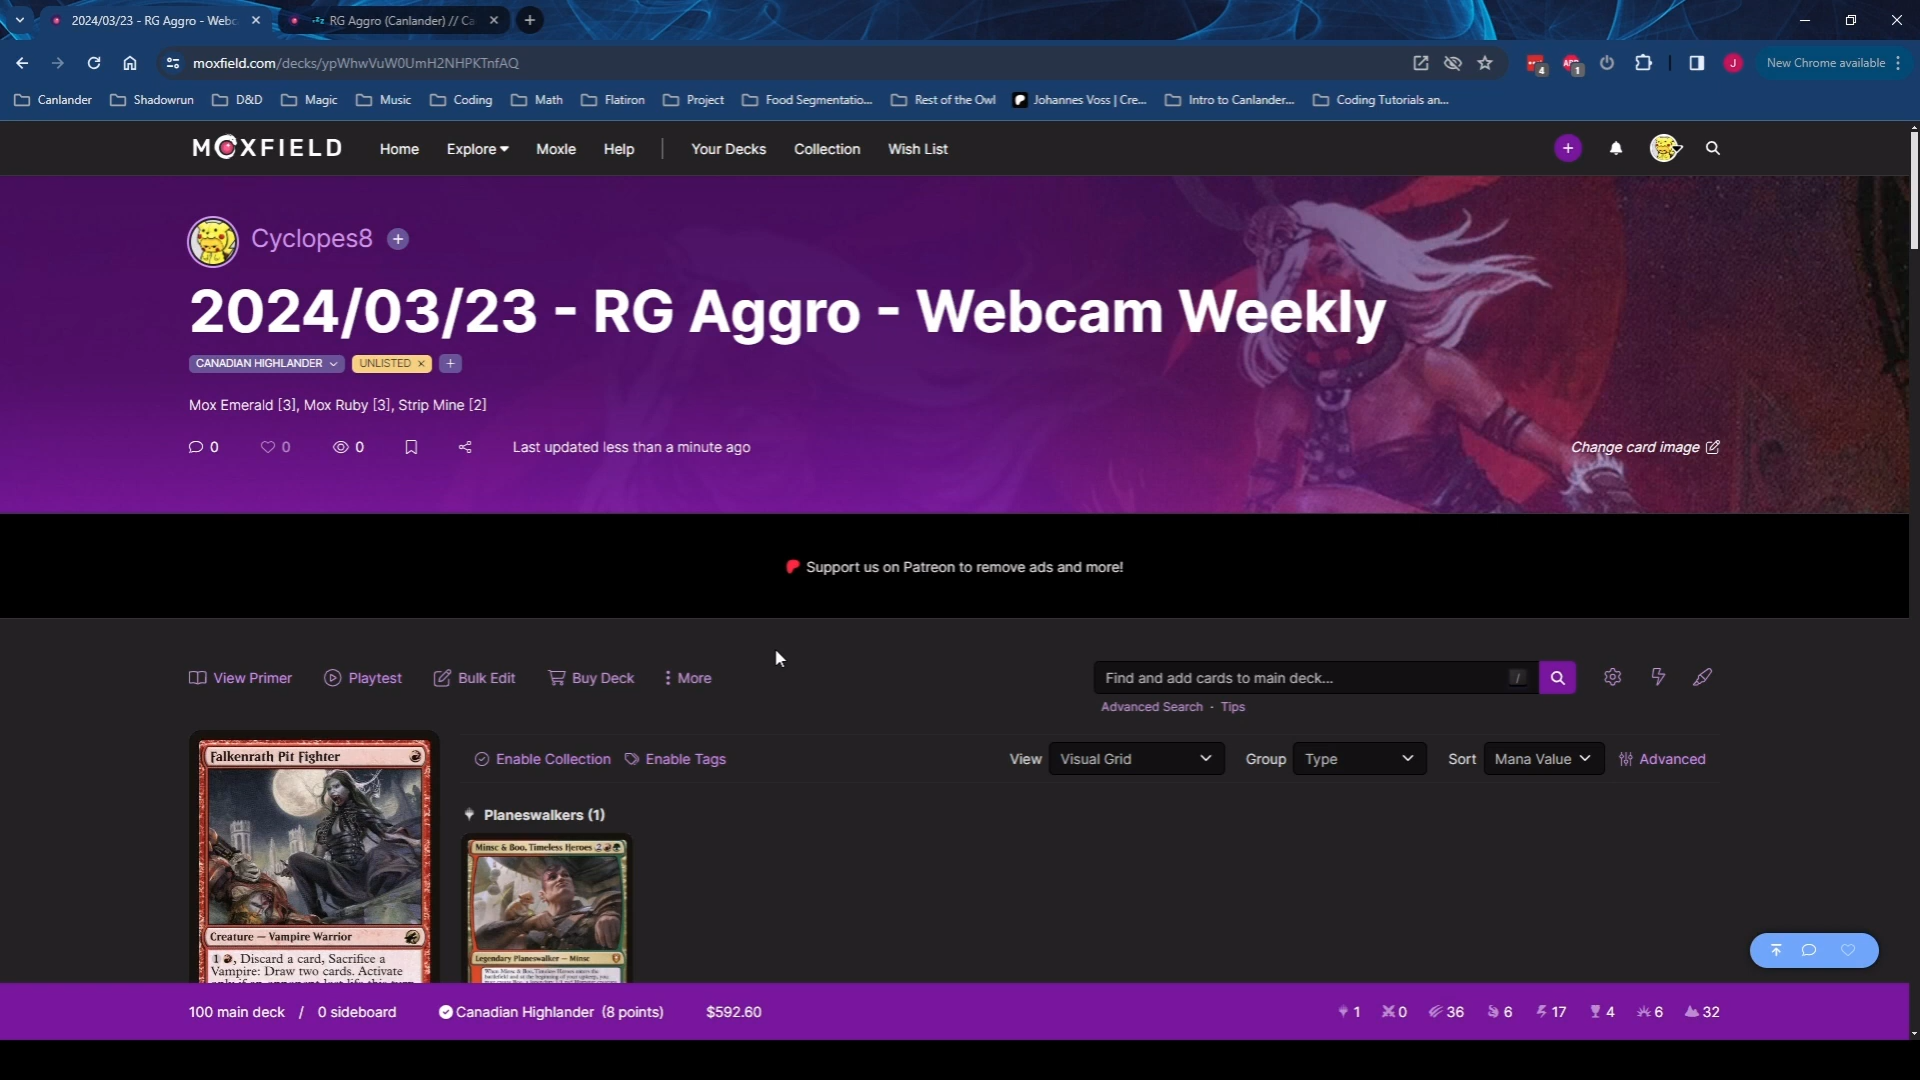 2024/03/23 - RG Aggro - Webc
RG Aggro (Canlander) // Ca
moxfield.com/decks/ypWhwVuW0UmH2NHPKTnfAQ
4
1
J
New Chrome available
Canlander
Shadowrun
D&D
Magic
Music
Coding
Math
Flatiron
Project
Food Segmentatio...
Rest of the Owl
Johannes Voss | Cre...
Intro to Canlander...
Coding Tutorials an...
MOXFIELD
Home
Explore
Moxle
Help
Your Decks
Collection
Wish List
Cyclopes8
2024/03/23 - RG Aggro - Webcam Weekly
CANADIAN HIGHLANDER
UNLISTED
Mox Emerald [3], Mox Ruby [3], Strip Mine [2]
0
0
0
Last updated less than a minute ago
Change card image
Support us on Patreon to remove ads and more!
View Primer
Playtest
Bulk Edit
Buy Deck
More
Find and add cards to main deck...
/
Advanced Search · Tips
Enable Collection
Enable Tags
View
Visual Grid
Group
Type
Sort
Mana Value
Advanced
Falkenrath Pit Fighter
Creature — Vampire Warrior
1, Discard a card, Sacrifice a
Vampire: Draw two cards. Activate
Planeswalkers (1)
Minsc & Boo, Timeless Heroes 2
Legendary Planeswalker — Minsc
100 main deck / 0 sideboard
Canadian Highlander (8 points)
$592.60
1
0
36
6
17
4
6
32